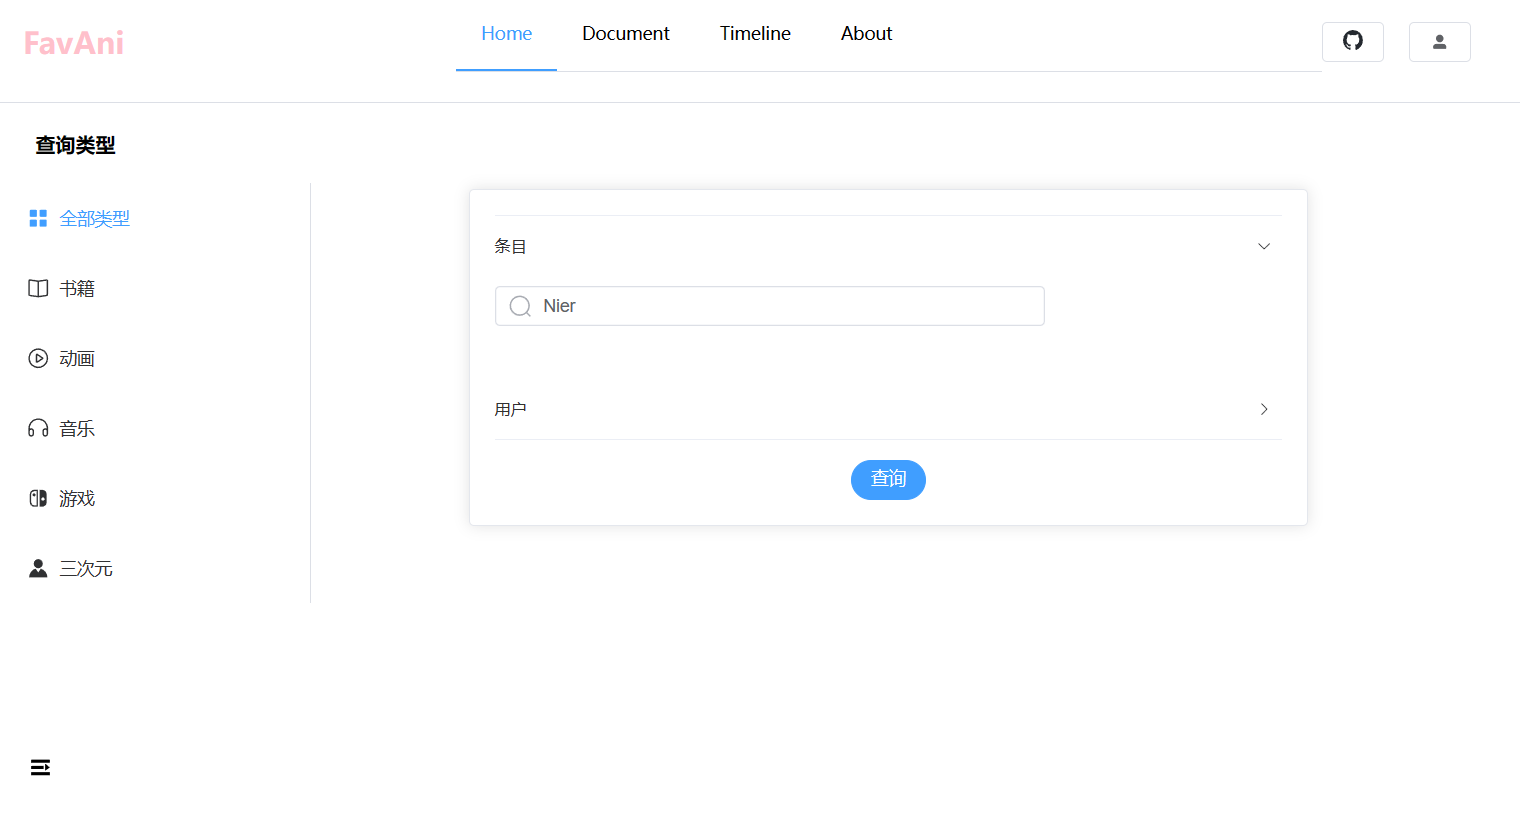 FavAni
Home
Document
Timeline
About
查询类型
全部类型
书籍
动画
音乐
游戏
三次元
条目
Nier
用户
查询